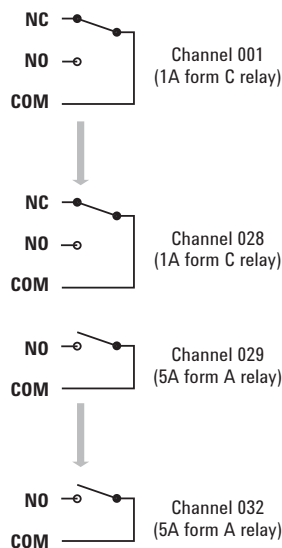 NC
NO
COM
Channel 001
(1A form C relay)
NC
NO
COM
Channel 028
(1A form C relay)
NO
COM
Channel 029
(5A form A relay)
NO
COM
Channel 032
(5A form A relay)